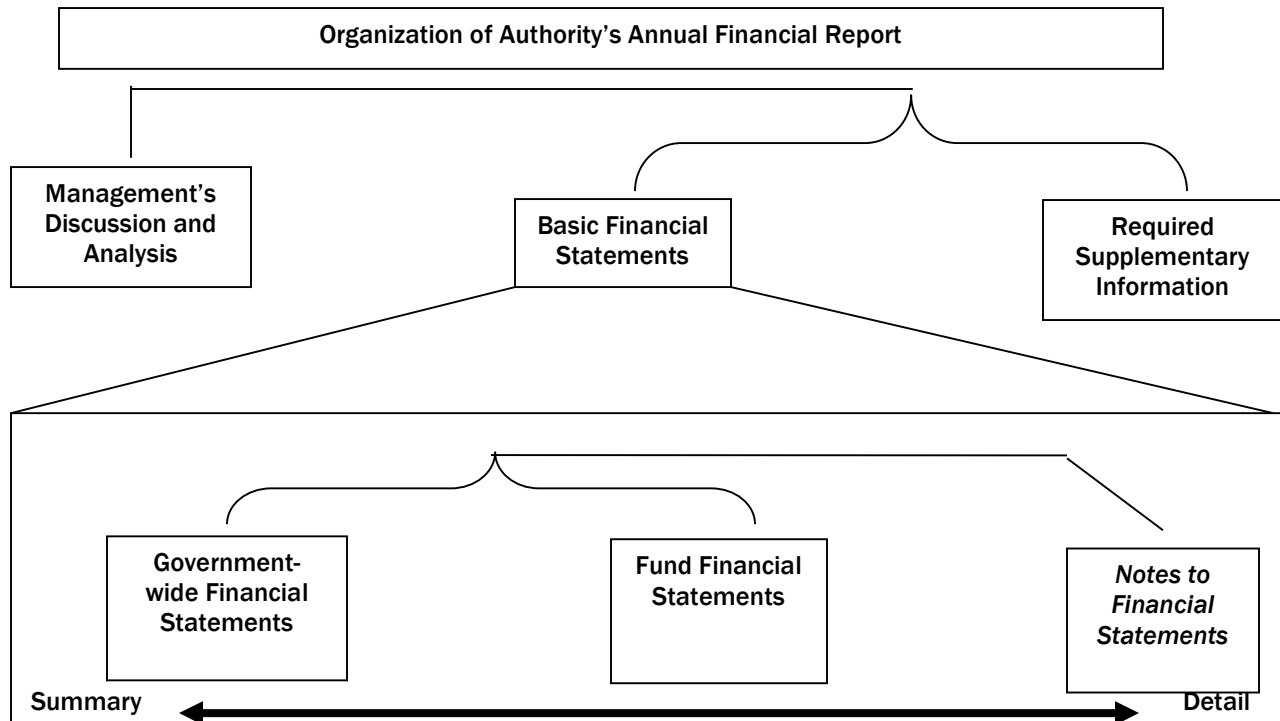 Organization of Authority’s Annual Financial Report
Management’s
Discussion and
Analysis
Basic Financial
Statements
Required
Supplementary
Information
Government-
wide Financial
Statements
Fund Financial
Statements
Notes to
Financial
Statements
Summary
Detail